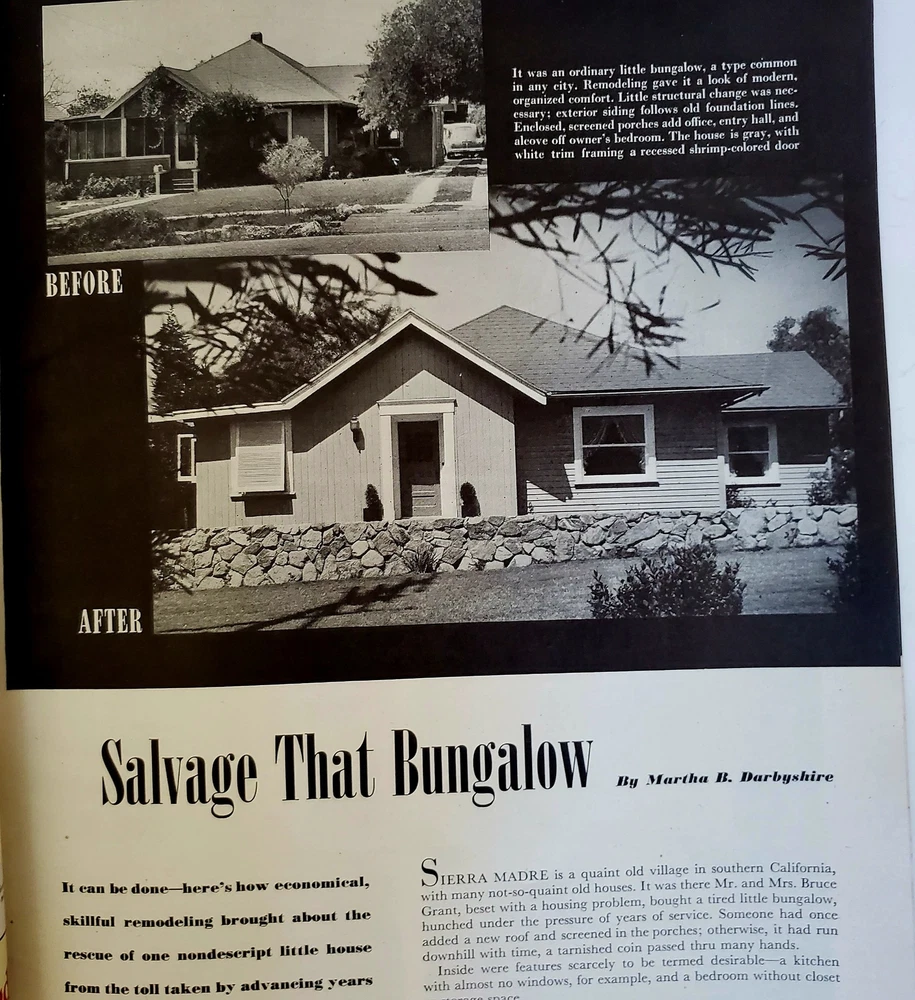 It was an ordinary little bungalow, a type common
in any city. Remodeling gave it a look of modern,
organized comfort. Little structural change was nec-
essary; exterior siding follows old foundation lines.
Enclosed, screened porches add office, entry hall, and
alcove off owner's bedroom. The house is gray, with
white trim framing a recessed shrimp-colored door
BEFORE
AFTER
Salvage That Bungalow
By Martha B. Darbyshire
It can be done—here's how economical,
skillful remodeling brought about the
rescue of one nondescript little house
from the toll taken by advancing years
SIERRA MADRE is a quaint old village in southern California,
with many not-so-quaint old houses. It was there Mr. and Mrs. Bruce
Grant, beset with a housing problem, bought a tired little bungalow,
hunched under the pressure of years of service. Someone had once
added a new roof and screened in the porches; otherwise, it had run
downhill with time, a tarnished coin passed thru many hands.
Inside were features scarcely to be termed desirable—a kitchen
with almost no windows, for example, and a bedroom without closet
space